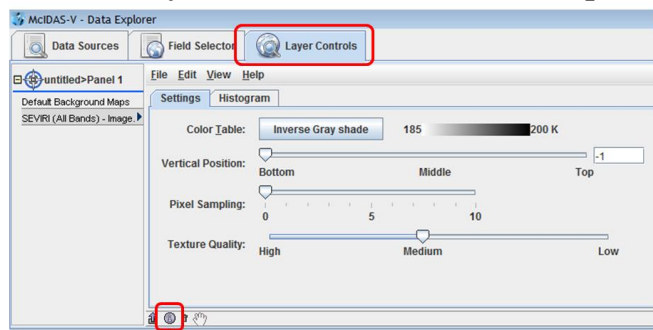 McIDAS-V - Data Explorer
Data Sources Field Selector Layer Controls
untitled>Panel 1
Default Background Maps
SEVIRI (All Bands) - Image.
File Edit View Help
Settings Histogram
Color Table: Inverse Gray shade 185 200 K
Vertical Position: -1
Bottom Middle Top
Pixel Sampling:
0 5 10
Texture Quality:
High Medium Low